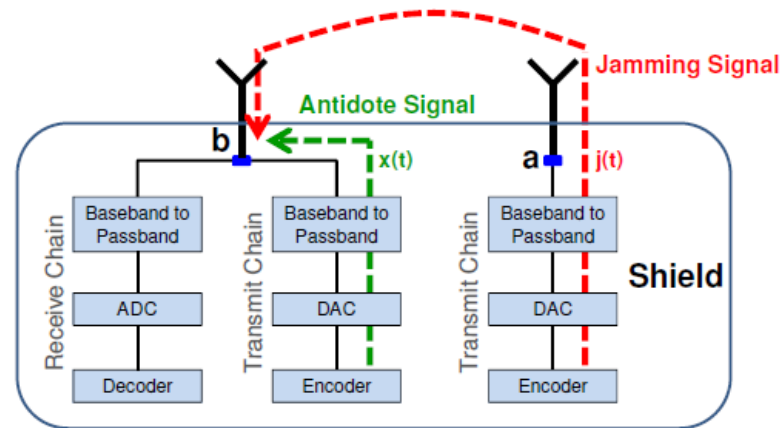 Jamming Signal
Antidote Signal
b
a
x(t)
j(t)
Receive Chain
Baseband to
Passband
ADC
Decoder
Transmit Chain
Baseband to
Passband
DAC
Encoder
Transmit Chain
Baseband to
Passband
DAC
Encoder
Shield